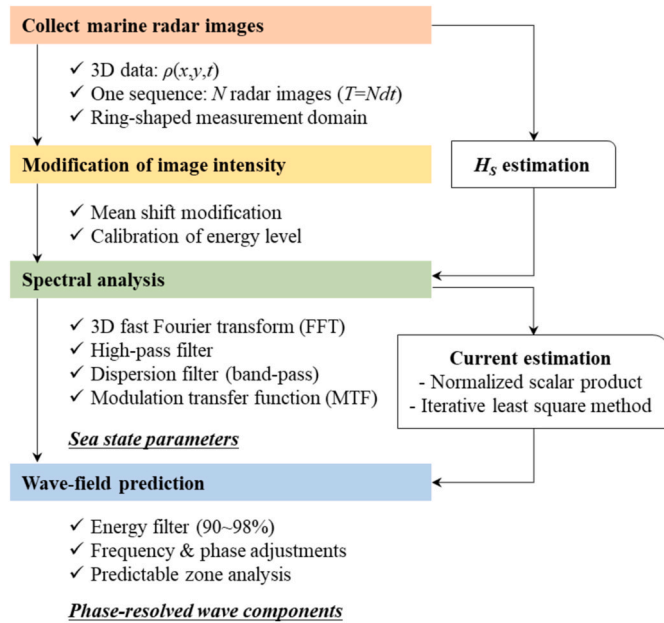 Collect marine radar images
✓ 3D data: ρ(x,y,t)
✓ One sequence: N radar images (T=Ndt)
✓ Ring-shaped measurement domain
Modification of image intensity
H_S estimation
✓ Mean shift modification
✓ Calibration of energy level
Spectral analysis
✓ 3D fast Fourier transform (FFT)
✓ High-pass filter
✓ Dispersion filter (band-pass)
✓ Modulation transfer function (MTF)
Current estimation
- Normalized scalar product
- Iterative least square method
Sea state parameters
Wave-field prediction
✓ Energy filter (90~98%)
✓ Frequency & phase adjustments
✓ Predictable zone analysis
Phase-resolved wave components